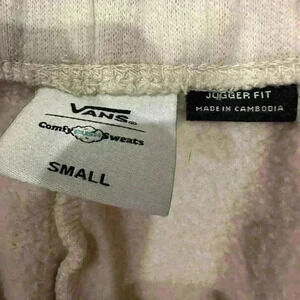 VANS
Comfy Sweats
SMALL
JOGGER FIT
MADE IN CAMBODIA